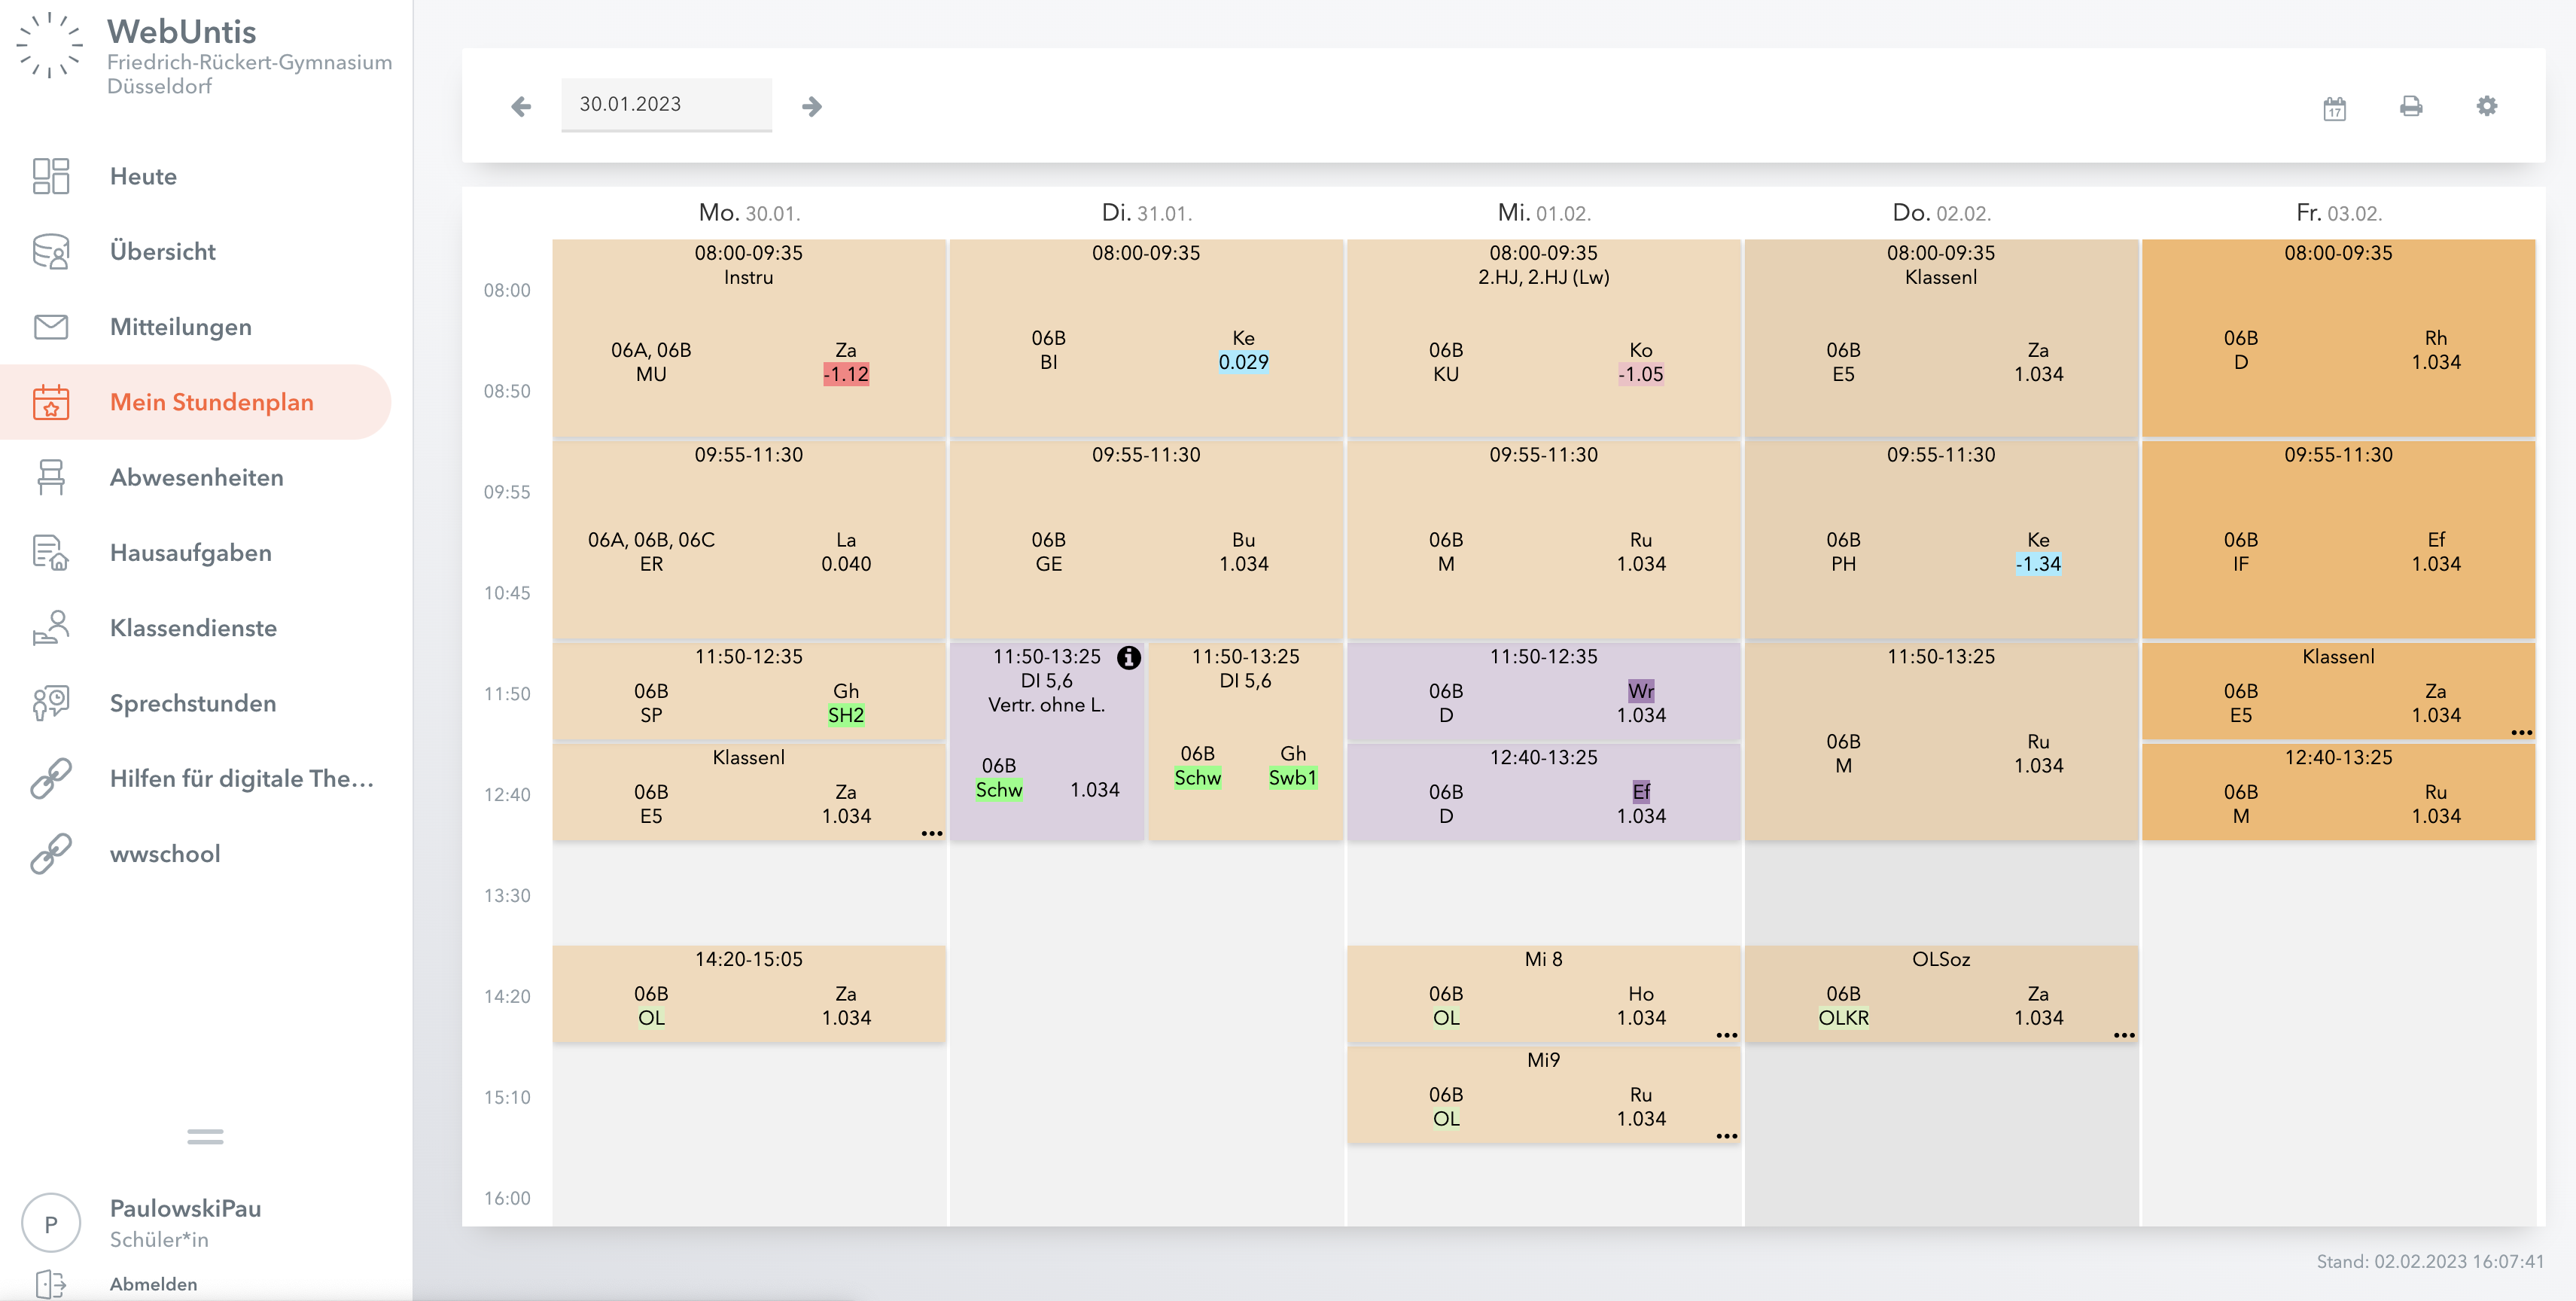 WebUntis
Friedrich-Rückert-Gymnasium
Düsseldorf
Heute
Übersicht
Mitteilungen
Mein Stundenplan
Abwesenheiten
Hausaufgaben
Klassendienste
Sprechstunden
Hilfen für digitale The...
wwschool
P
PaulowskiPau
Schüler*in
Abmelden
30.01.2023
17
Mo. 30.01.
Di. 31.01.
Mi. 01.02.
Do. 02.02.
Fr. 03.02.
08:00
08:50
09:55
10:45
11:50
12:40
13:30
14:20
15:10
16:00
08:00-09:35
Instru
06A, 06B Za
MU -1.12
09:55-11:30
06A, 06B, 06C La
ER 0.040
11:50-12:35
06B Gh
SP SH2
Klassenl
06B Za
E5 1.034
...
14:20-15:05
06B Za
OL 1.034
08:00-09:35
06B Ke
BI 0.029
09:55-11:30
06B Bu
GE 1.034
11:50-13:25
DI 5,6
Vertr. ohne L.
06B
Schw 1.034
11:50-13:25
DI 5,6
06B Gh
Schw Swb1
08:00-09:35
2.HJ, 2.HJ (Lw)
06B Ko
KU -1.05
09:55-11:30
06B Ru
M 1.034
11:50-12:35
06B Wr
D 1.034
12:40-13:25
06B Ef
D 1.034
Mi 8
06B Ho
OL 1.034
...
Mi9
06B Ru
OL 1.034
...
08:00-09:35
Klassenl
06B Za
E5 1.034
09:55-11:30
06B Ke
PH -1.34
11:50-13:25
06B Ru
M 1.034
OLSoz
06B Za
OLKR 1.034
...
08:00-09:35
06B Rh
D 1.034
09:55-11:30
06B Ef
IF 1.034
Klassenl
06B Za
E5 1.034
...
12:40-13:25
06B Ru
M 1.034
Stand: 02.02.2023 16:07:41